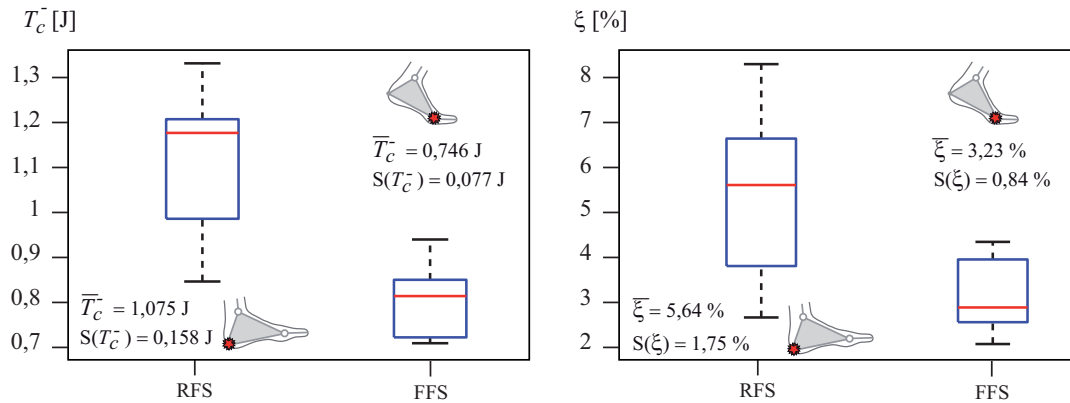 T_c^- [J]
1,3
1,2
1,1
1
0,9
0,8
0,7
T̅_c^- = 0,746 J
S(T_c^-) = 0,077 J
T̅_c^- = 1,075 J
S(T_c^-) = 0,158 J
RFS FFS
ξ [%]
8
7
6
5
4
3
2
ξ̅ = 3,23 %
S(ξ) = 0,84 %
ξ̅ = 5,64 %
S(ξ) = 1,75 %
RFS FFS